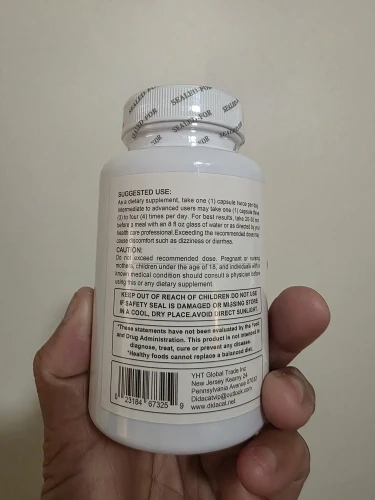 SEALED FOR
SUGGESTED USE:
As a dietary supplement, take one (1) capsule twice per day.
Intermediate to advanced users may take one (1) capsule three
(3) to four (4) times per day. For best results, take 20-30 min
before a meal with an 8 fl oz glass of water or as directed by your
health care professional.Exceeding the recommended dose may
cause discomfort such as dizziness or diarrhea.
CAUTION:
Do not exceed recommended dose. Pregnant or nursing
mothers, children under the age of 18, and individuals with a
known medical condition should consult a physician before
using this or any dietary supplement.
KEEP OUT OF REACH OF CHILDREN DO NOT USE
IF SAFETY SEAL IS DAMAGED OR MISSING STORE
IN A COOL, DRY PLACE.AVOID DIRECT SUNLIGHT.
*These statements have not been evaluated by the Food
and Drug Administration. This product is not intended to
diagnose, treat, cure or prevent any disease.
*Healthy foods cannot replace a balanced diet.
YHT Global Trade Inc
New Jersey Kearny 24
Pennsylvania Avenue 07032
Didacatvip@outlook.com
www.didacat.net
0 23184 67325 9